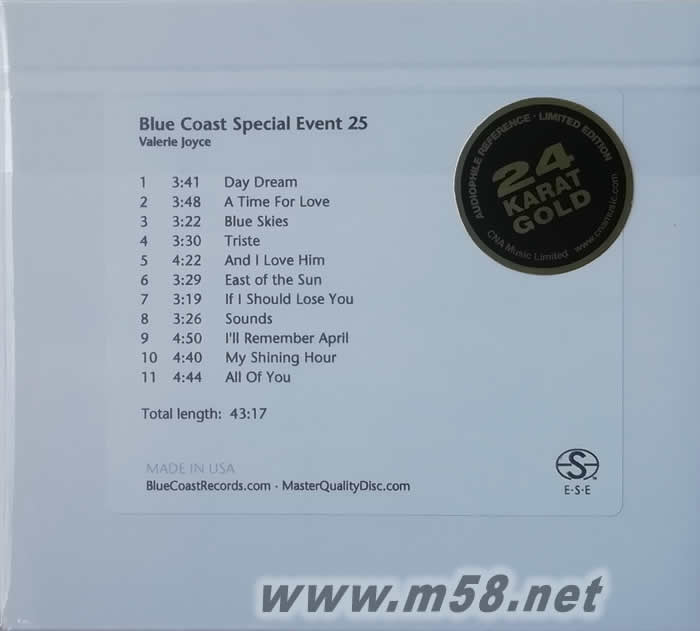 Blue Coast Special Event 25
Valerie Joyce
1 3:41 Day Dream
2 3:48 A Time For Love
3 3:22 Blue Skies
4 3:30 Triste
5 4:22 And I Love Him
6 3:29 East of the Sun
7 3:19 If I Should Lose You
8 3:26 Sounds
9 4:50 I'll Remember April
10 4:40 My Shining Hour
11 4:44 All Of You
Total length: 43:17
AUDIOPHILE REFERENCE · LIMITED EDITION
24
KARAT
GOLD
CNA Music Limited www.cnamusic.com
MADE IN USA
BlueCoastRecords.com · MasterQualityDisc.com
E·S·E
www.m58.net